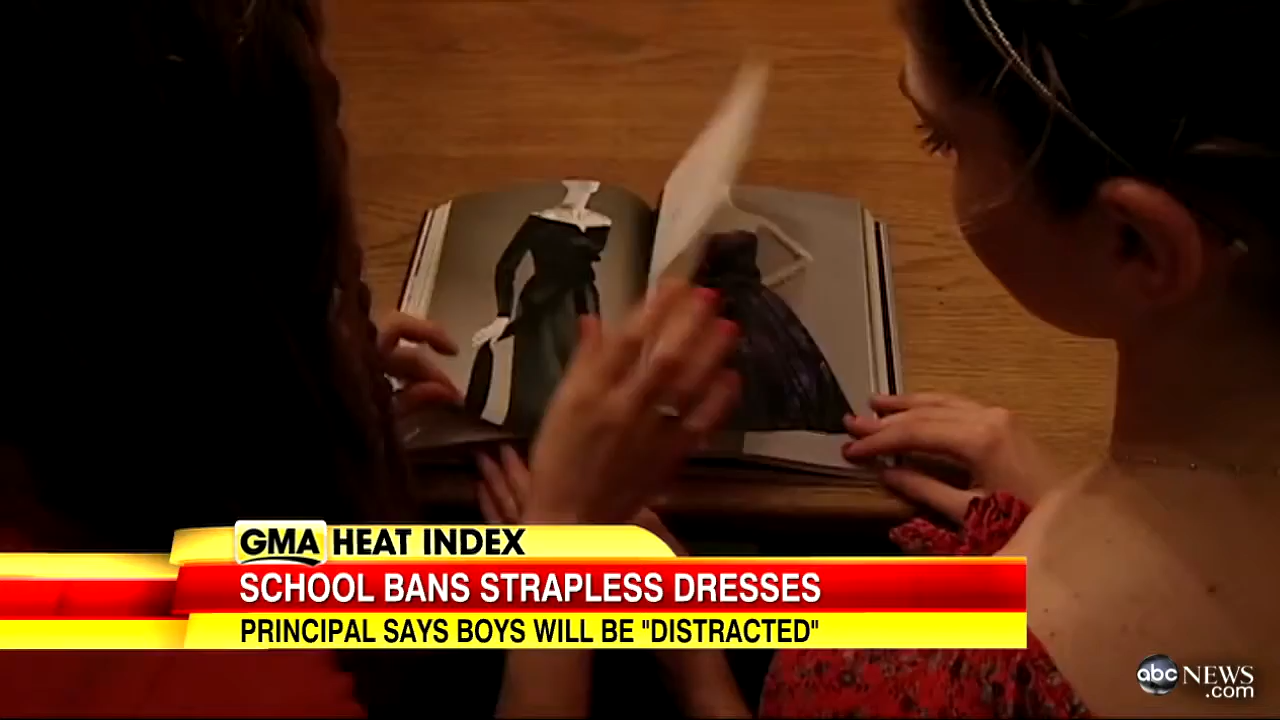 GMA HEAT INDEX
SCHOOL BANS STRAPLESS DRESSES
PRINCIPAL SAYS BOYS WILL BE "DISTRACTED"
abc NEWS
.com